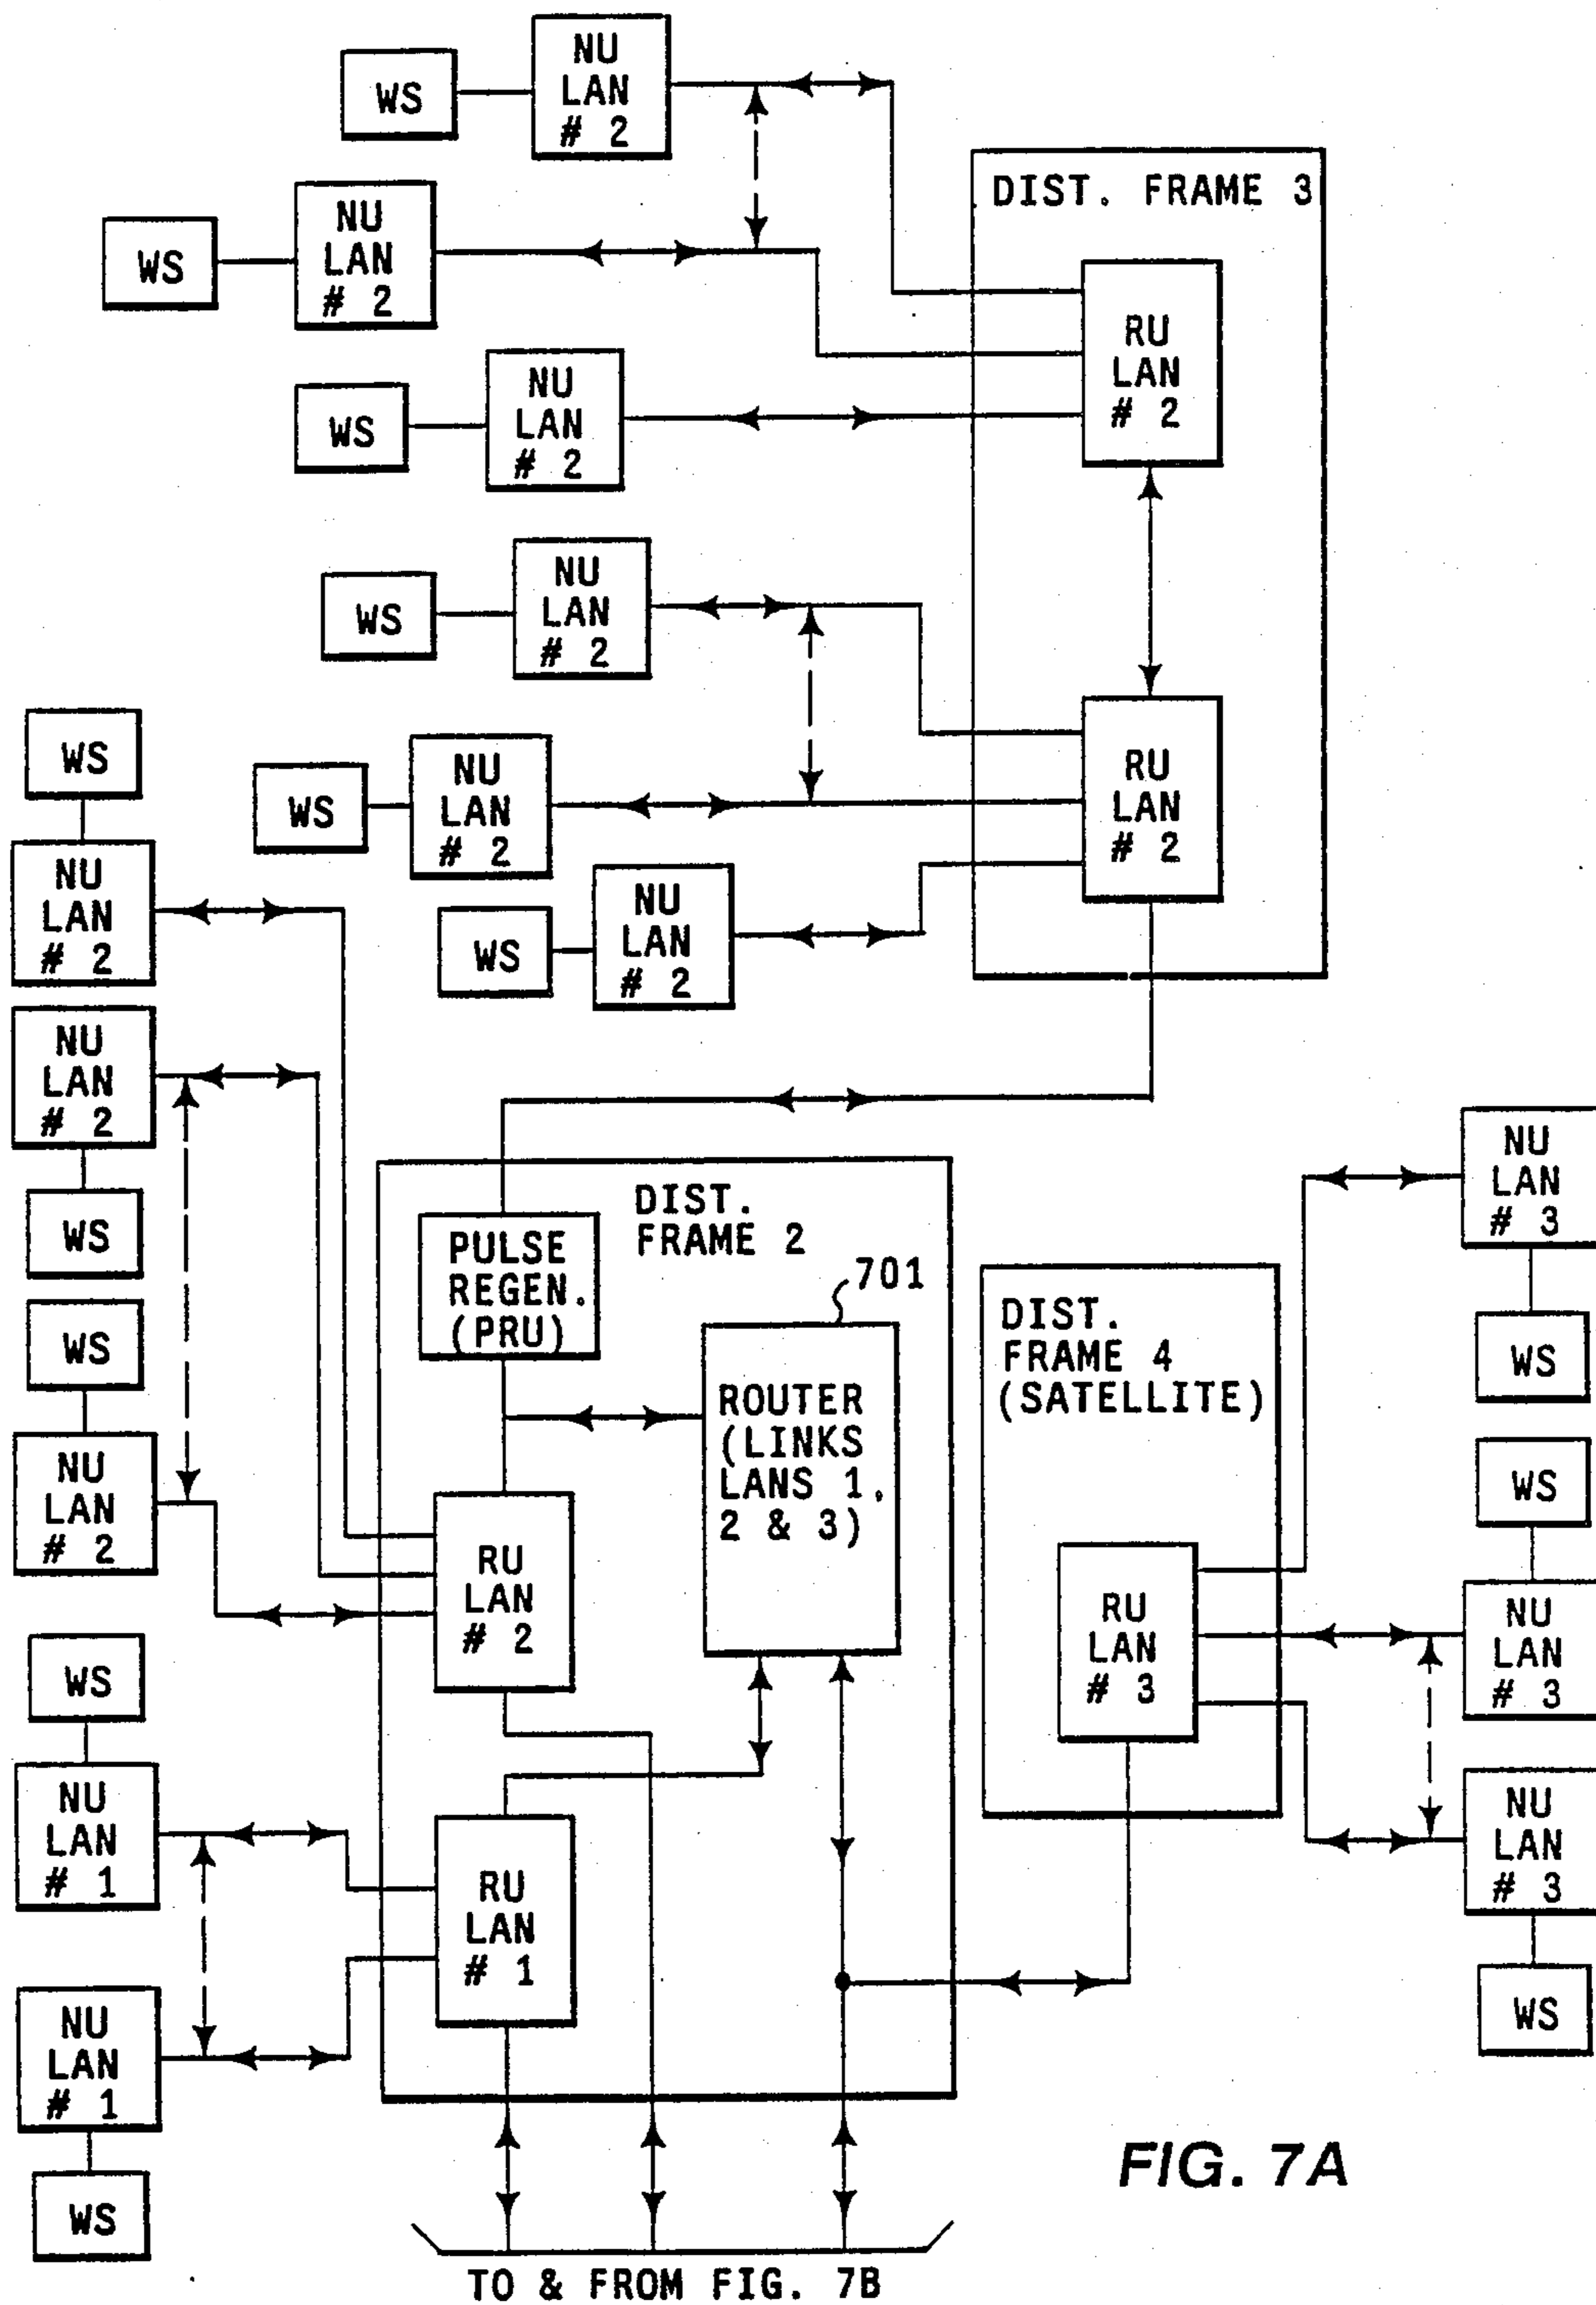 NU
LAN
# 2
WS
DIST. FRAME 3
NU
LAN
# 2
WS
RU
LAN
# 2
NU
LAN
# 2
WS
NU
LAN
# 2
WS
WS
NU
LAN
# 2
WS
RU
LAN
# 2
NU
LAN
# 2
NU
LAN
# 2
WS
NU
LAN
# 2
WS
NU
LAN
# 3
WS
DIST.
FRAME 2
PULSE
REGEN.
(PRU)
701
DIST.
FRAME 4
(SATELLITE)
WS
WS
ROUTER
(LINKS
LANS 1,
2 & 3)
WS
NU
LAN
# 2
RU
LAN
# 2
RU
LAN
# 3
NU
LAN
# 3
WS
NU
LAN
# 1
RU
LAN
# 1
NU
LAN
# 3
WS
NU
LAN
# 1
WS
FIG. 7A
TO & FROM FIG. 7B